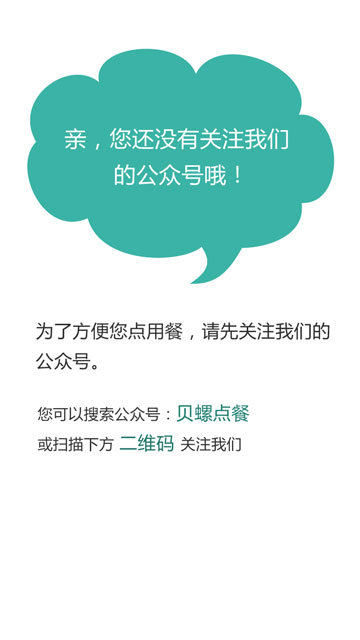 亲，您还没有关注我们
的公众号哦！
为了方便您点用餐，请先关注我们的
公众号。
您可以搜索公众号：贝螺点餐
或扫描下方 二维码 关注我们